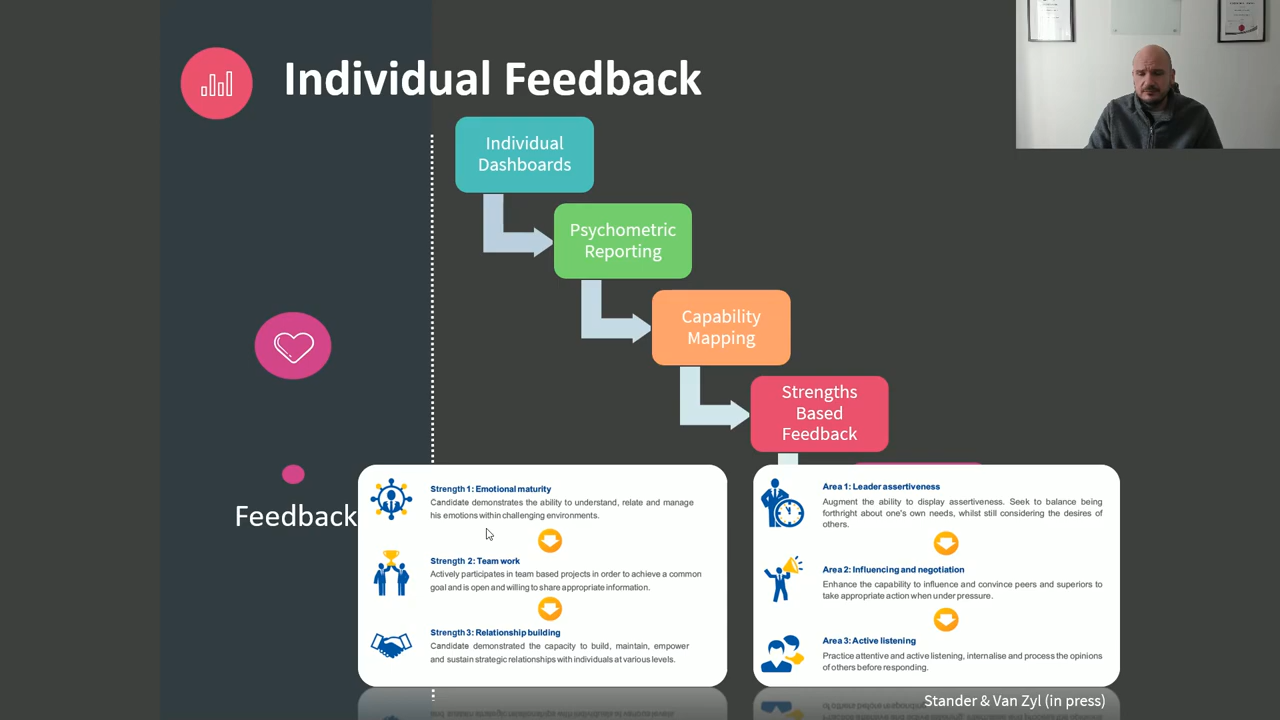 Individual Feedback
Individual
Dashboards
Psychometric
Reporting
Capability
Mapping
Strengths
Based
Feedback
Feedback
Strength 1: Emotional maturity
Candidate demonstrates the ability to understand, relate and manage
his emotions within challenging environments.
Strength 2: Team work
Actively participates in team based projects in order to achieve a common
goal and is open and willing to share appropriate information.
Strength 3: Relationship building
Candidate demonstrated the capacity to build, maintain, empower
and sustain strategic relationships with individuals at various levels.
Area 1: Leader assertiveness
Augment the ability to display assertiveness. Seek to balance being
forthright about one's own needs, whilst still considering the desires of
others.
Area 2: Influencing and negotiation
Enhance the capability to influence and convince peers and superiors to
take appropriate action when under pressure.
Area 3: Active listening
Practice attentive and active listening, internalise and process the opinions
of others before responding.
Stander & Van Zyl (in press)